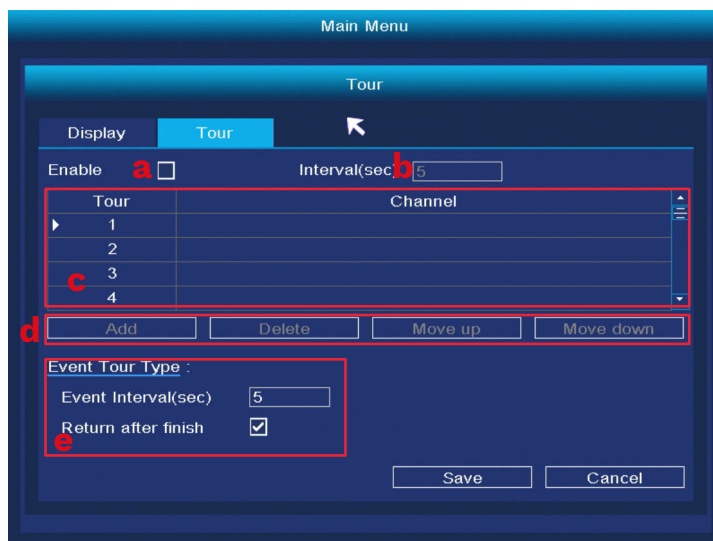 Main Menu
Tour
Display Tour
Enable a Interval(sec) b 5
Tour Channel
1
2
c 3
4
d Add Delete Move up Move down
Event Tour Type :
Event Interval(sec) 5
Return after finish
e
Save Cancel